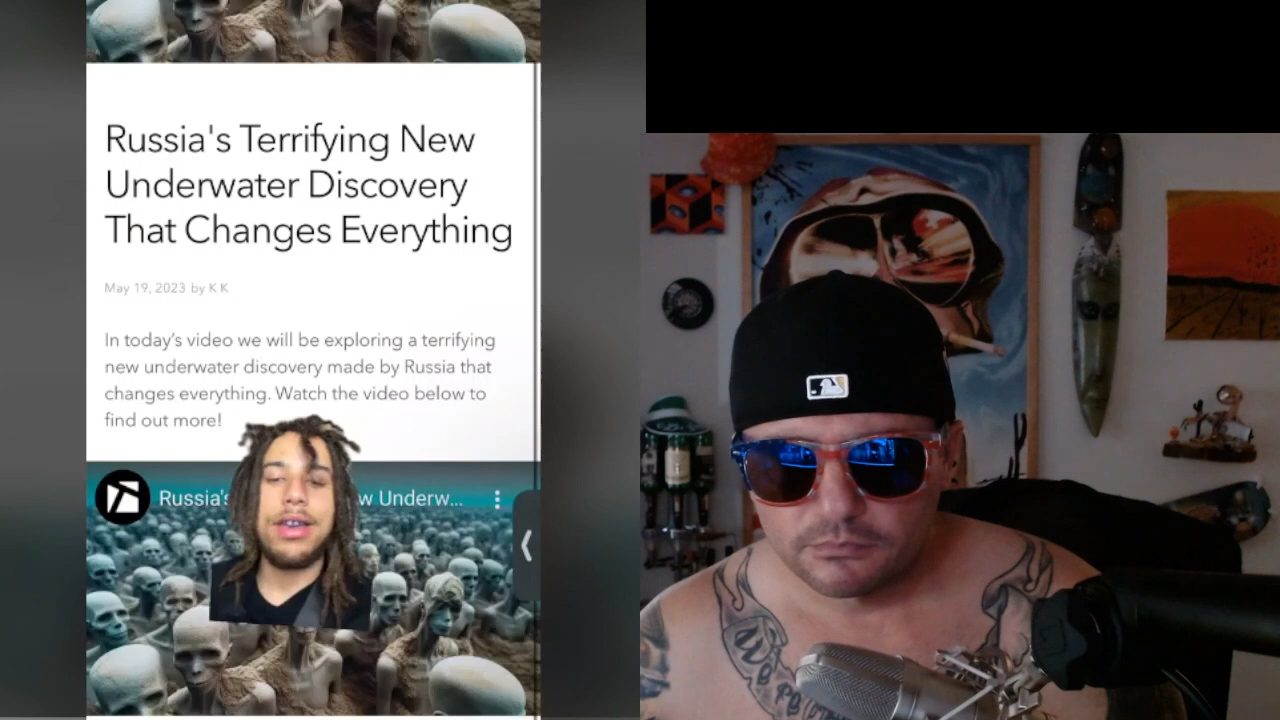 Russia's Terrifying New
Underwater Discovery
That Changes Everything
May 19, 2023 by K K
In today's video we will be exploring a terrifying
new underwater discovery made by Russia that
changes everything. Watch the video below to
find out more!
Russia's w Underw...
We